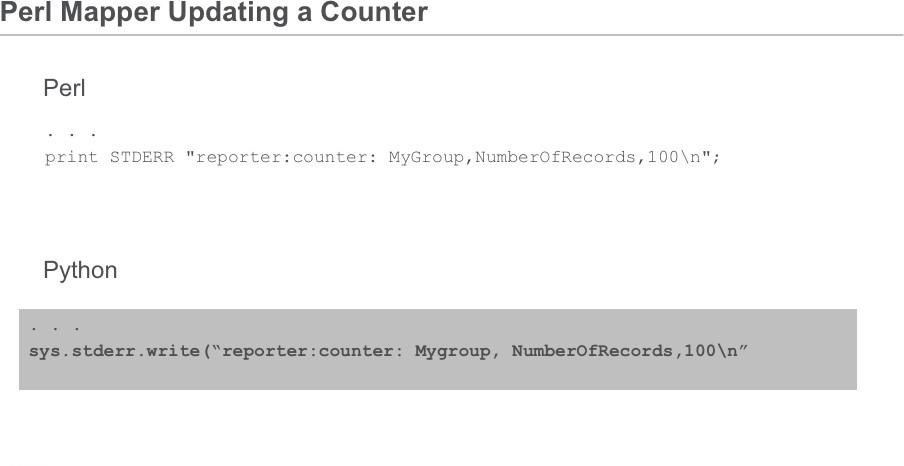 Perl Mapper Updating a Counter
Perl
. . .
print STDERR "reporter:counter: MyGroup,NumberOfRecords,100\n";
Python
. . .
sys.stderr.write(“reporter:counter: Mygroup, NumberOfRecords,100\n”